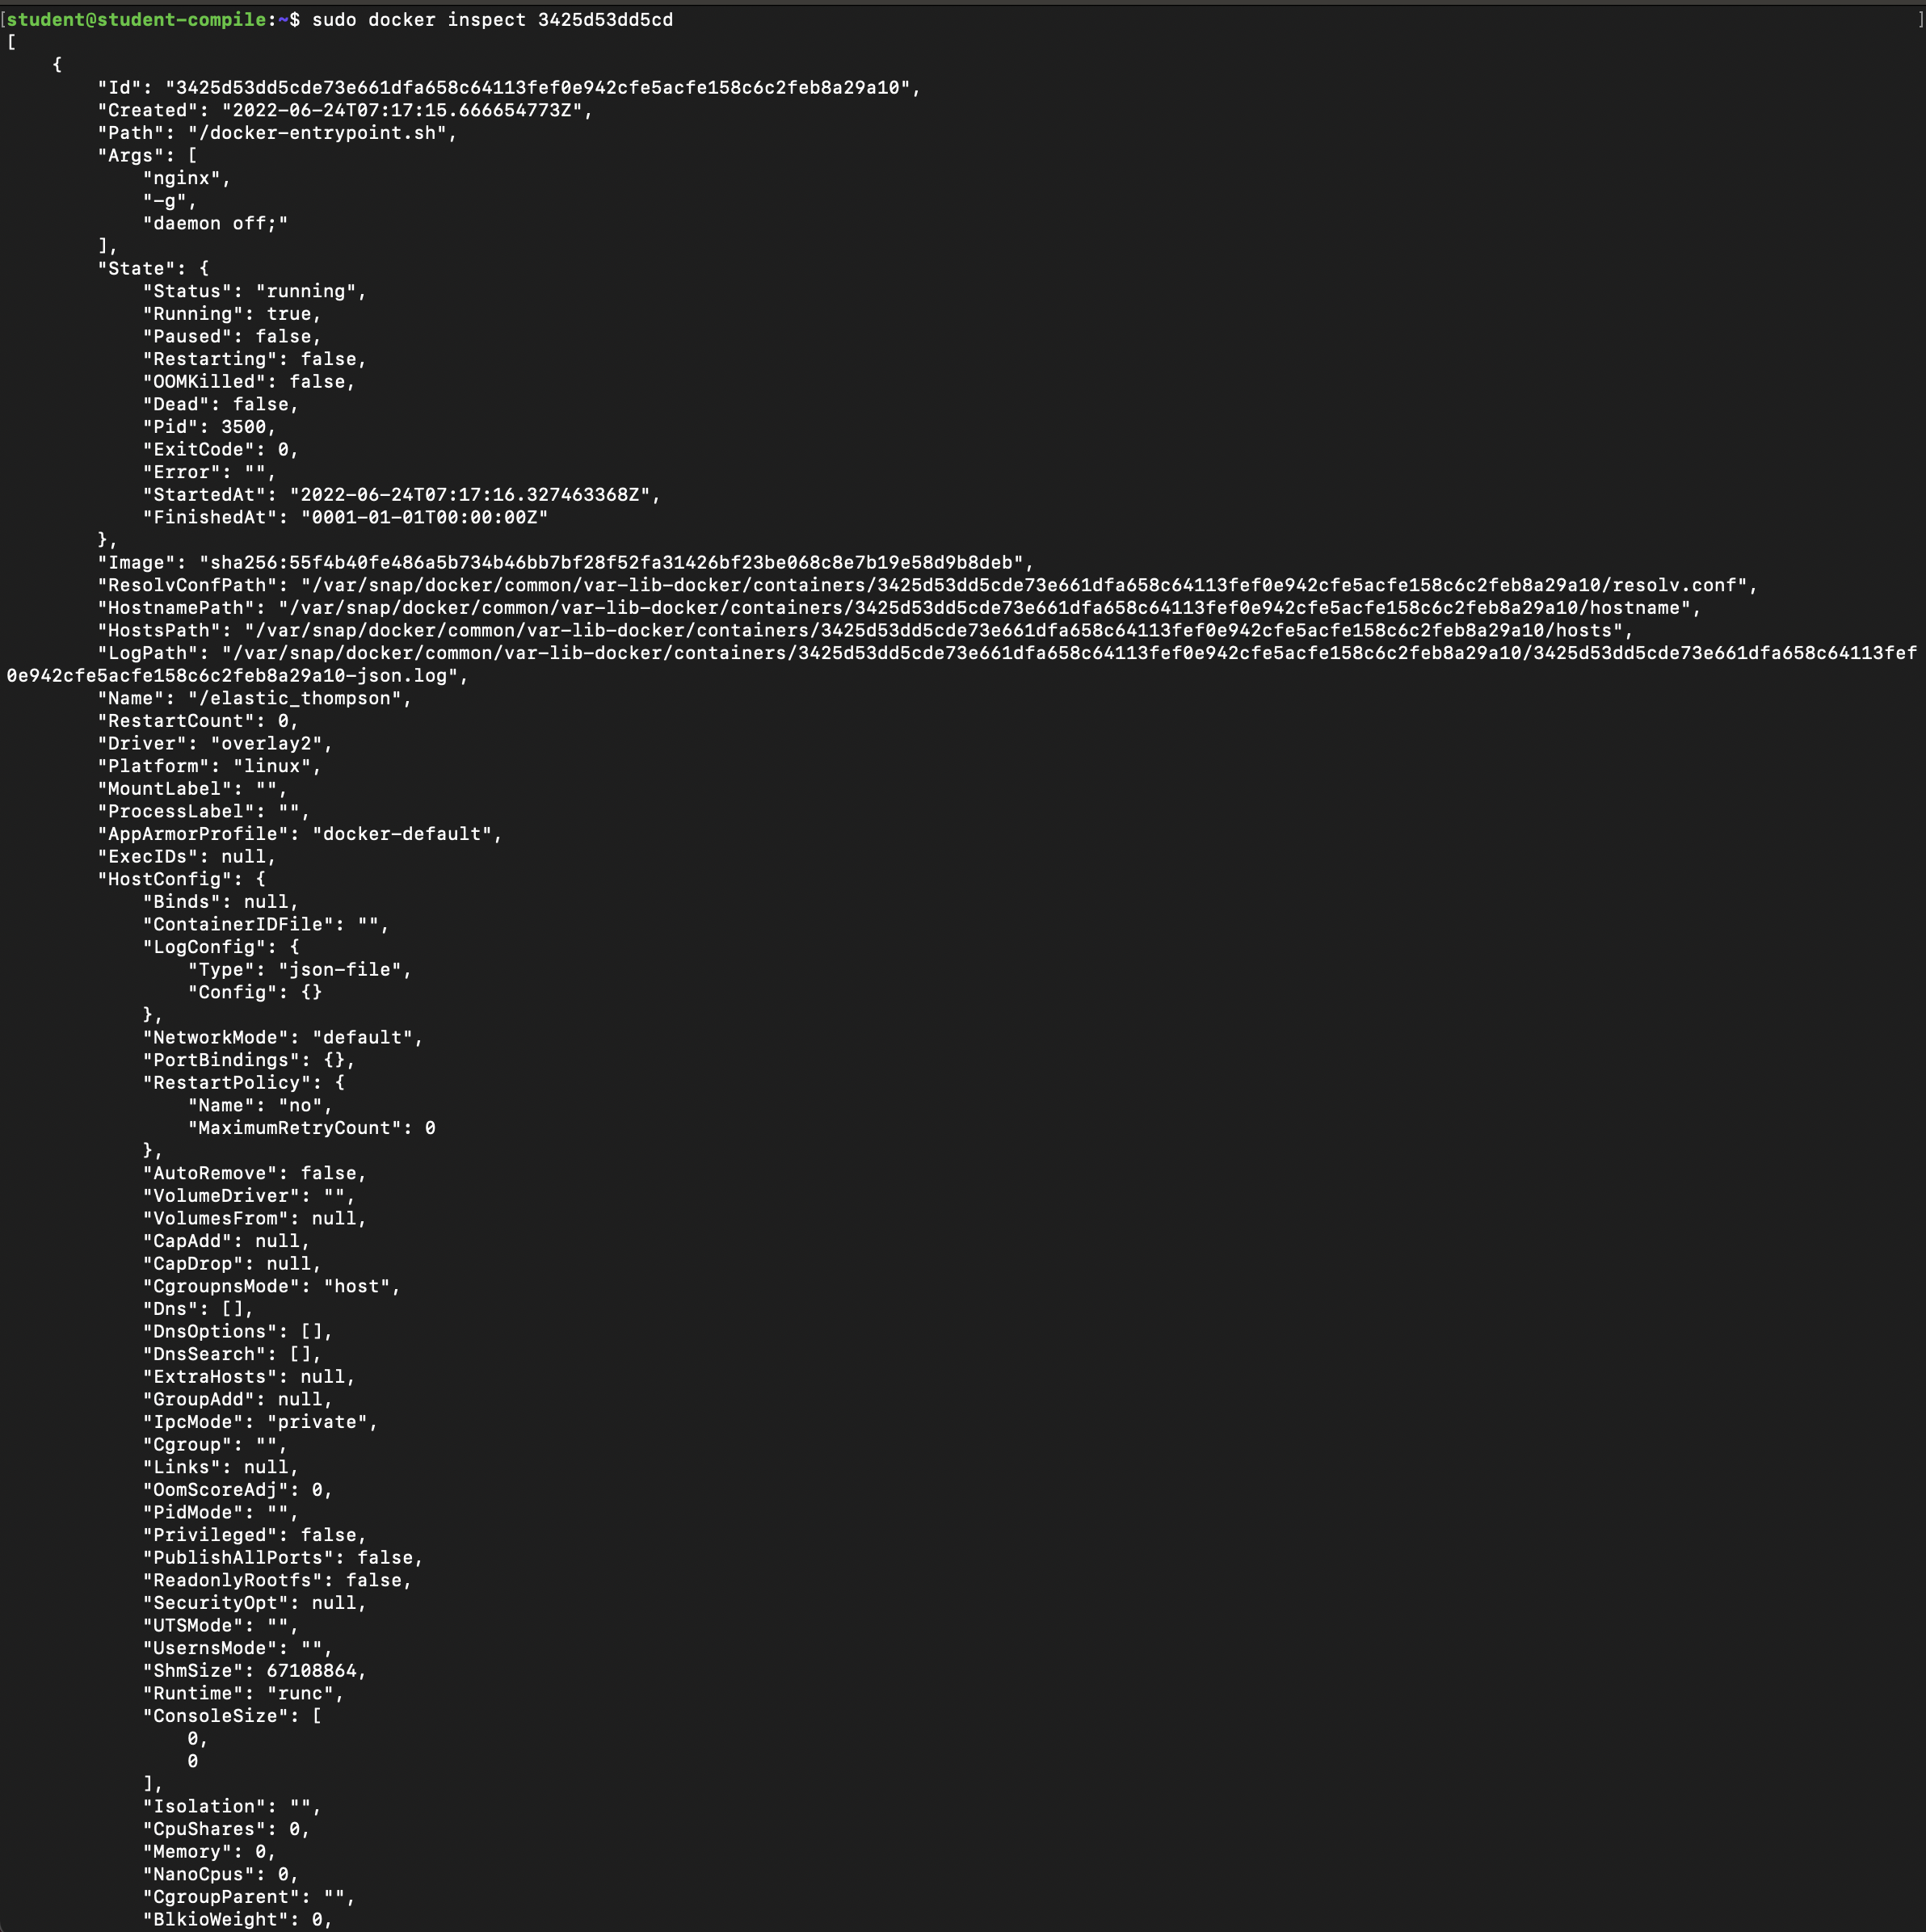 [student@student-compile:~$ sudo docker inspect 3425d53dd5cd ]
[
    {
        "Id": "3425d53dd5cde73e661dfa658c64113fef0e942cfe5acfe158c6c2feb8a29a10",
        "Created": "2022-06-24T07:17:15.666654773Z",
        "Path": "/docker-entrypoint.sh",
        "Args": [
            "nginx",
            "-g",
            "daemon off;"
        ],
        "State": {
            "Status": "running",
            "Running": true,
            "Paused": false,
            "Restarting": false,
            "OOMKilled": false,
            "Dead": false,
            "Pid": 3500,
            "ExitCode": 0,
            "Error": "",
            "StartedAt": "2022-06-24T07:17:16.327463368Z",
            "FinishedAt": "0001-01-01T00:00:00Z"
        },
        "Image": "sha256:55f4b40fe486a5b734b46bb7bf28f52fa31426bf23be068c8e7b19e58d9b8deb",
        "ResolvConfPath": "/var/snap/docker/common/var-lib-docker/containers/3425d53dd5cde73e661dfa658c64113fef0e942cfe5acfe158c6c2feb8a29a10/resolv.conf",
        "HostnamePath": "/var/snap/docker/common/var-lib-docker/containers/3425d53dd5cde73e661dfa658c64113fef0e942cfe5acfe158c6c2feb8a29a10/hostname",
        "HostsPath": "/var/snap/docker/common/var-lib-docker/containers/3425d53dd5cde73e661dfa658c64113fef0e942cfe5acfe158c6c2feb8a29a10/hosts",
        "LogPath": "/var/snap/docker/common/var-lib-docker/containers/3425d53dd5cde73e661dfa658c64113fef0e942cfe5acfe158c6c2feb8a29a10/3425d53dd5cde73e661dfa658c64113fef
0e942cfe5acfe158c6c2feb8a29a10-json.log",
        "Name": "/elastic_thompson",
        "RestartCount": 0,
        "Driver": "overlay2",
        "Platform": "linux",
        "MountLabel": "",
        "ProcessLabel": "",
        "AppArmorProfile": "docker-default",
        "ExecIDs": null,
        "HostConfig": {
            "Binds": null,
            "ContainerIDFile": "",
            "LogConfig": {
                "Type": "json-file",
                "Config": {}
            },
            "NetworkMode": "default",
            "PortBindings": {},
            "RestartPolicy": {
                "Name": "no",
                "MaximumRetryCount": 0
            },
            "AutoRemove": false,
            "VolumeDriver": "",
            "VolumesFrom": null,
            "CapAdd": null,
            "CapDrop": null,
            "CgroupnsMode": "host",
            "Dns": [],
            "DnsOptions": [],
            "DnsSearch": [],
            "ExtraHosts": null,
            "GroupAdd": null,
            "IpcMode": "private",
            "Cgroup": "",
            "Links": null,
            "OomScoreAdj": 0,
            "PidMode": "",
            "Privileged": false,
            "PublishAllPorts": false,
            "ReadonlyRootfs": false,
            "SecurityOpt": null,
            "UTSMode": "",
            "UsernsMode": "",
            "ShmSize": 67108864,
            "Runtime": "runc",
            "ConsoleSize": [
                0,
                0
            ],
            "Isolation": "",
            "CpuShares": 0,
            "Memory": 0,
            "NanoCpus": 0,
            "CgroupParent": "",
            "BlkioWeight": 0,